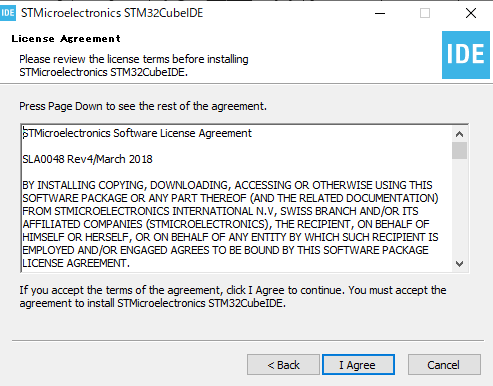 IDE STMicroelectronics STM32CubeIDE
License Agreement
Please review the license terms before installing
STMicroelectronics STM32CubeIDE.
IDE
Press Page Down to see the rest of the agreement.
STMicroelectronics Software License Agreement
SLA0048 Rev4/March 2018
BY INSTALLING COPYING, DOWNLOADING, ACCESSING OR OTHERWISE USING THIS
SOFTWARE PACKAGE OR ANY PART THEREOF (AND THE RELATED DOCUMENTATION)
FROM STMICROELECTRONICS INTERNATIONAL N.V, SWISS BRANCH AND/OR ITS
AFFILIATED COMPANIES (STMICROELECTRONICS), THE RECIPIENT, ON BEHALF OF
HIMSELF OR HERSELF, OR ON BEHALF OF ANY ENTITY BY WHICH SUCH RECIPIENT IS
EMPLOYED AND/OR ENGAGED AGREES TO BE BOUND BY THIS SOFTWARE PACKAGE
LICENSE AGREEMENT.
If you accept the terms of the agreement, click I Agree to continue. You must accept the
agreement to install STMicroelectronics STM32CubeIDE.
< Back I Agree Cancel